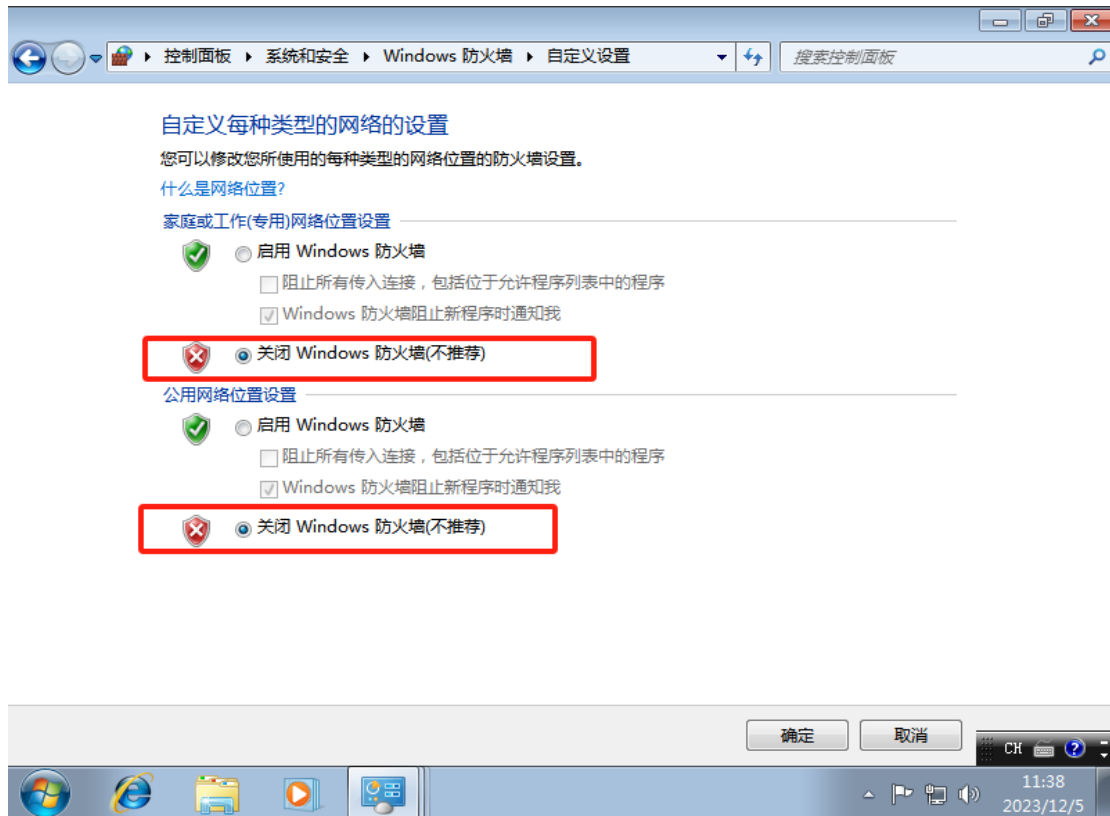 控制面板 系统和安全 Windows 防火墙 自定义设置 搜索控制面板
自定义每种类型的网络的设置
您可以修改您所使用的每种类型的网络位置的防火墙设置。
什么是网络位置?
家庭或工作(专用)网络位置设置
启用 Windows 防火墙
阻止所有传入连接，包括位于允许程序列表中的程序
Windows 防火墙阻止新程序时通知我
关闭 Windows 防火墙(不推荐)
公用网络位置设置
启用 Windows 防火墙
阻止所有传入连接，包括位于允许程序列表中的程序
Windows 防火墙阻止新程序时通知我
关闭 Windows 防火墙(不推荐)
确定 取消
CH
11:38
2023/12/5